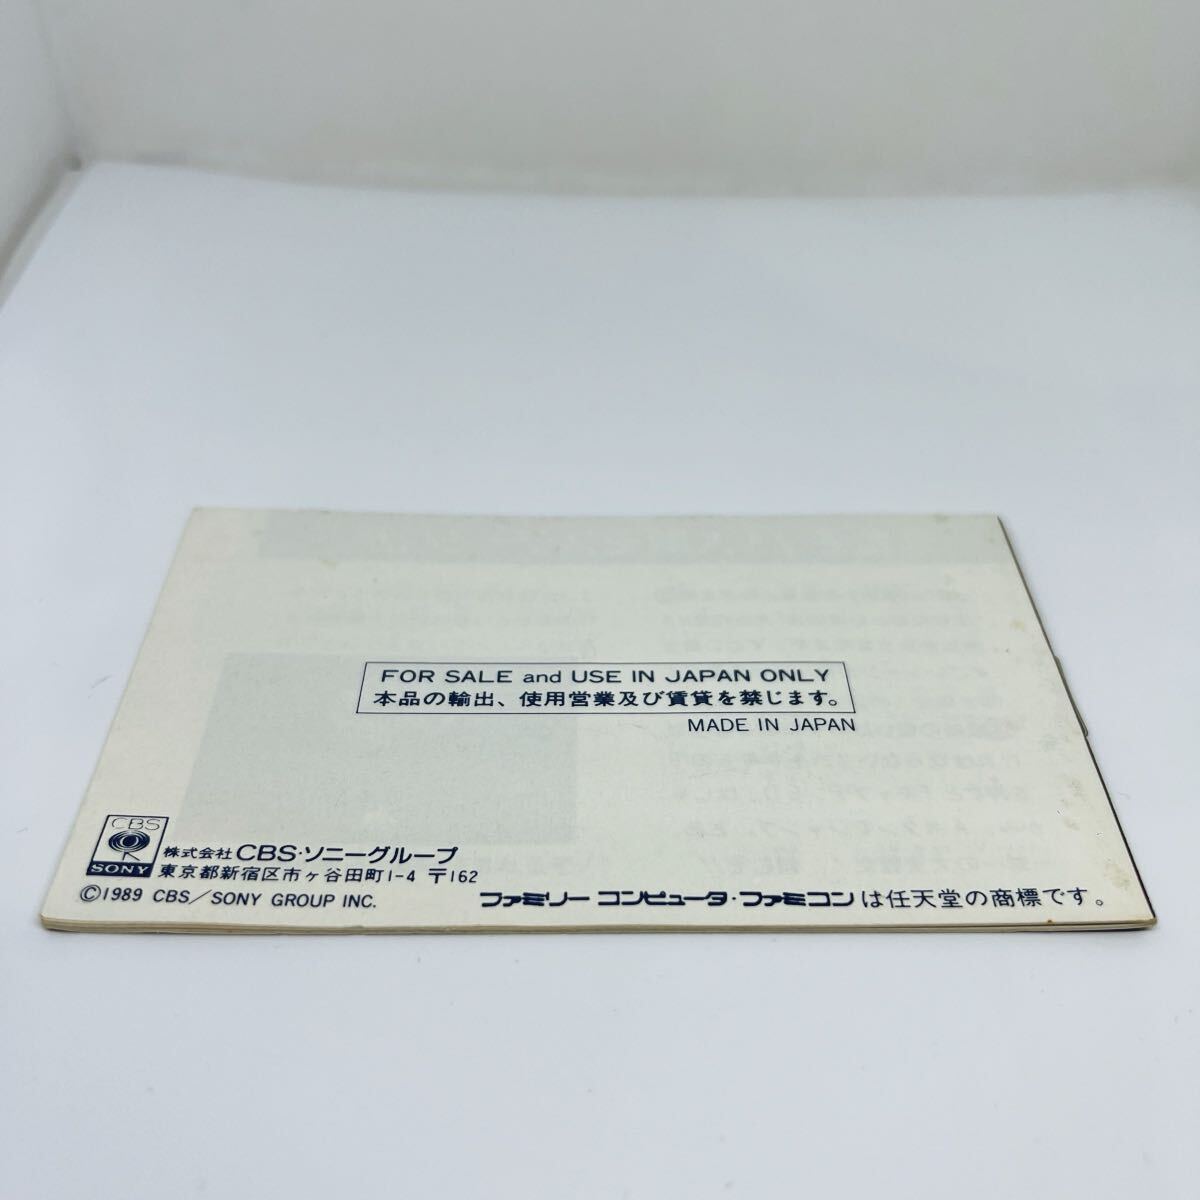 FOR SALE and USE IN JAPAN ONLY
本品の輸出、使用営業及び賃貸を禁じます。
MADE IN JAPAN
CBS
SONY
株式会社 CBS・ソニーグループ
東京都新宿区市ヶ谷田町1-4 〒162
©1989 CBS/SONY GROUP INC.
ファミリー コンピュータ・ファミコン は任天堂の商標です。